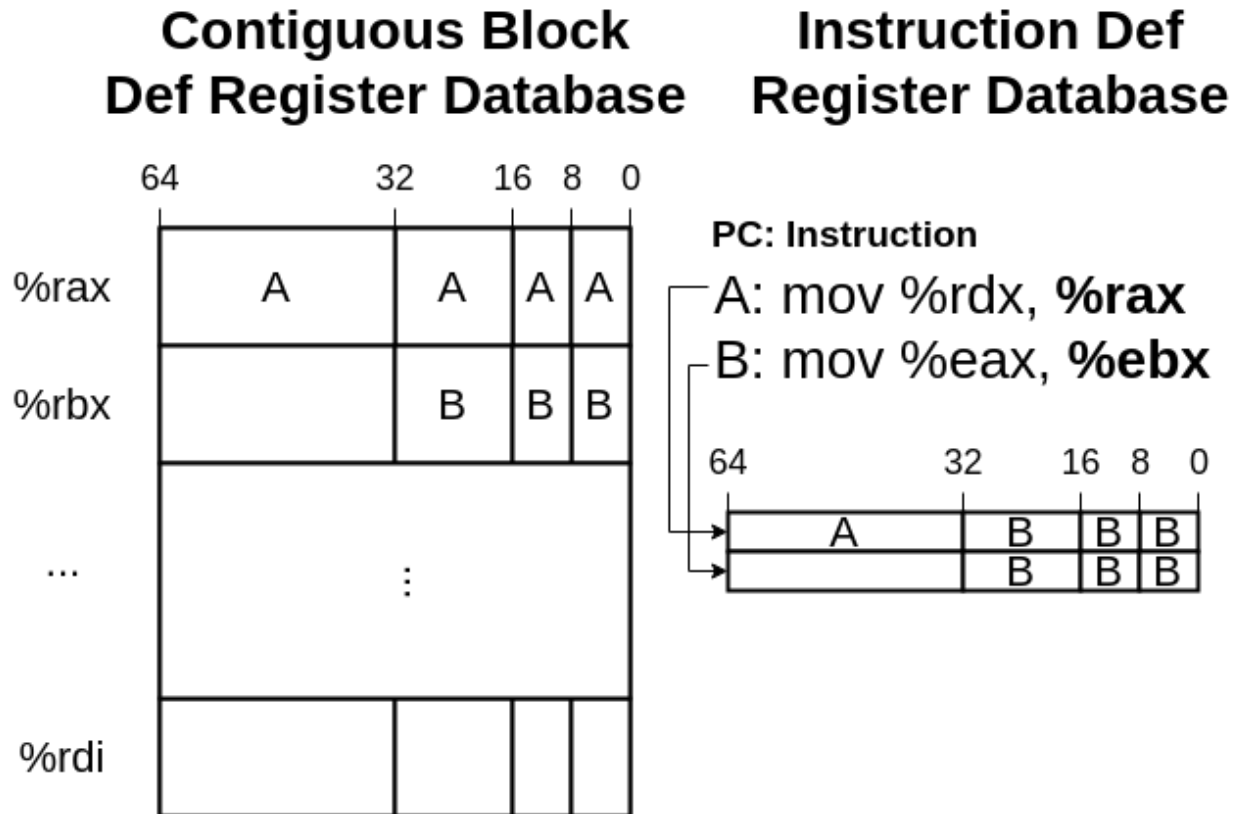 Contiguous Block
Def Register Database
64 32 16 8 0
%rax A A A A
%rbx B B B
... ⋮
%rdi
Instruction Def
Register Database
PC: Instruction
A: mov %rdx, %rax
B: mov %eax, %ebx
64 32 16 8 0
A B B B
B B B